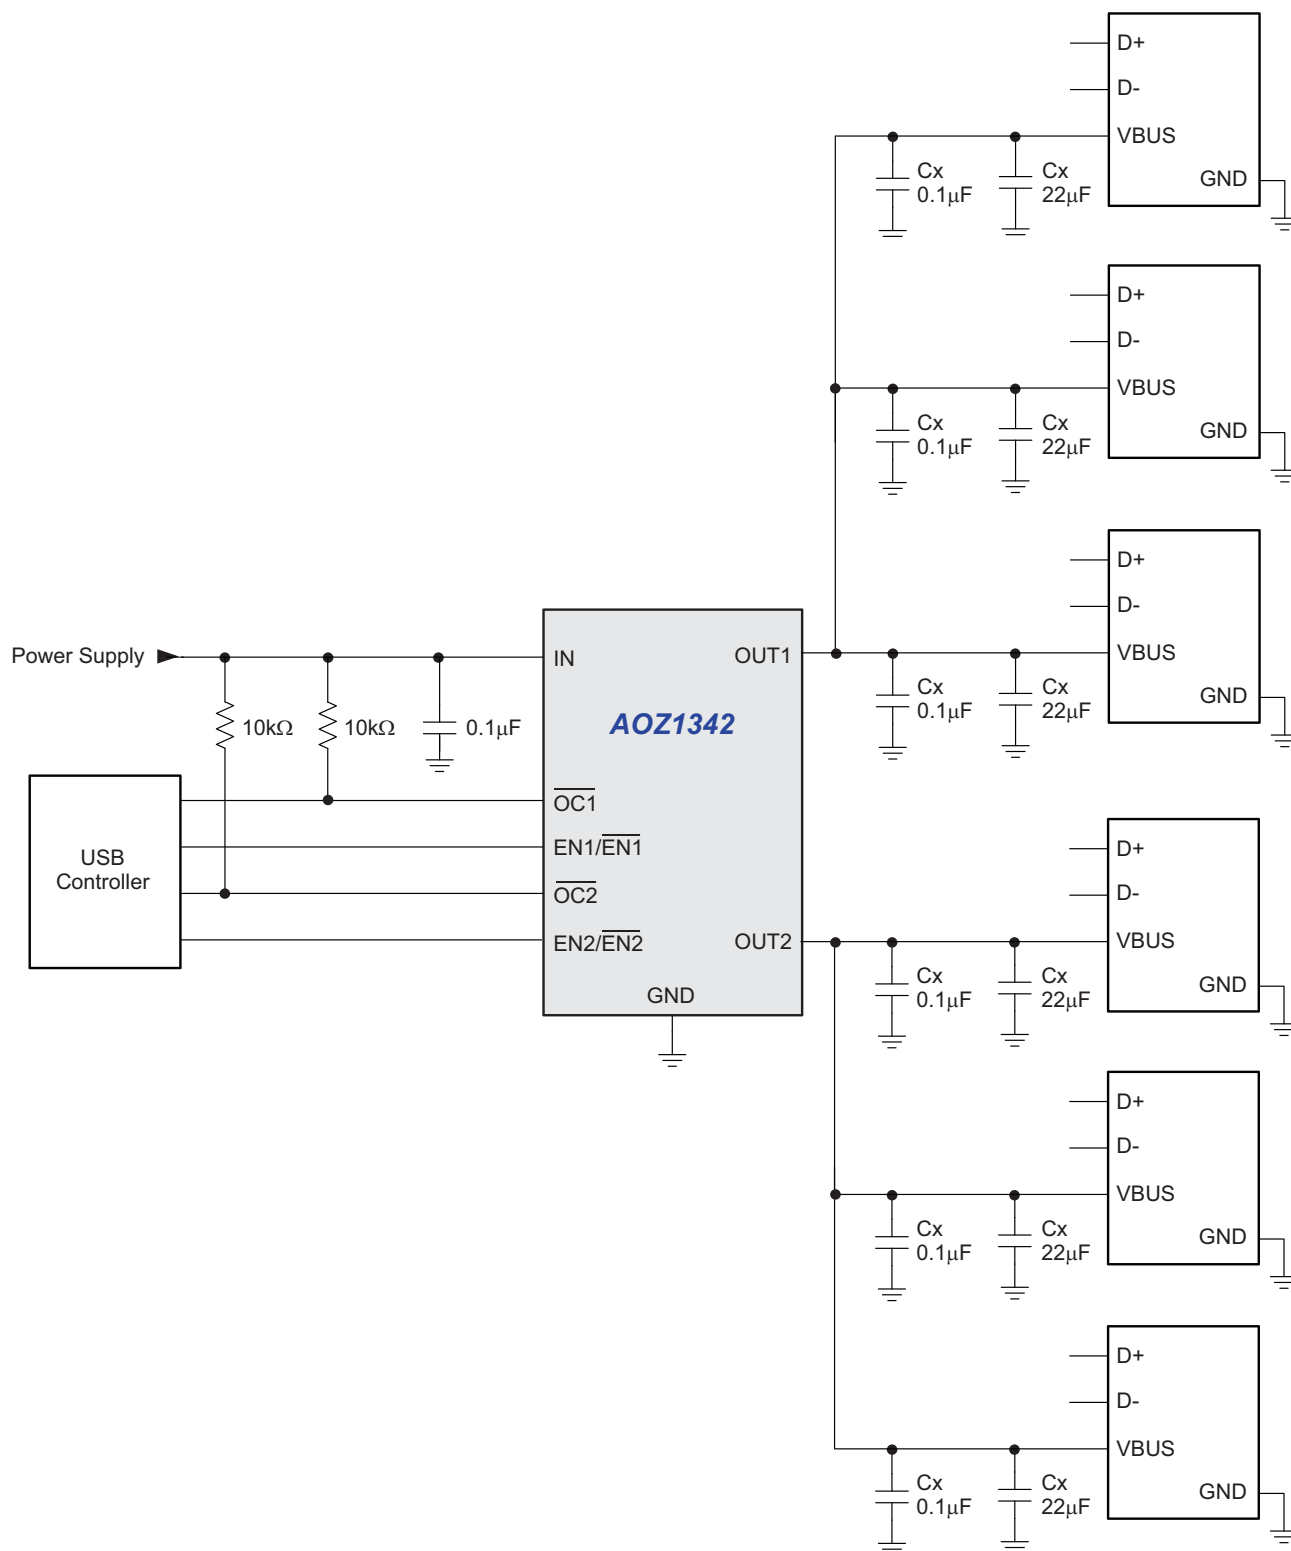 D+
D-
VBUS
GND
Cx
0.1µF
Cx
22µF
D+
D-
VBUS
GND
Cx
0.1µF
Cx
22µF
D+
D-
VBUS
GND
Cx
0.1µF
Cx
22µF
Power Supply
IN
OUT1
AOZ1342
10kΩ
10kΩ
0.1µF
USB
Controller
OC1
EN1/EN1
OC2
EN2/EN2
OUT2
GND
D+
D-
VBUS
GND
Cx
0.1µF
Cx
22µF
D+
D-
VBUS
GND
Cx
0.1µF
Cx
22µF
D+
D-
VBUS
GND
Cx
0.1µF
Cx
22µF